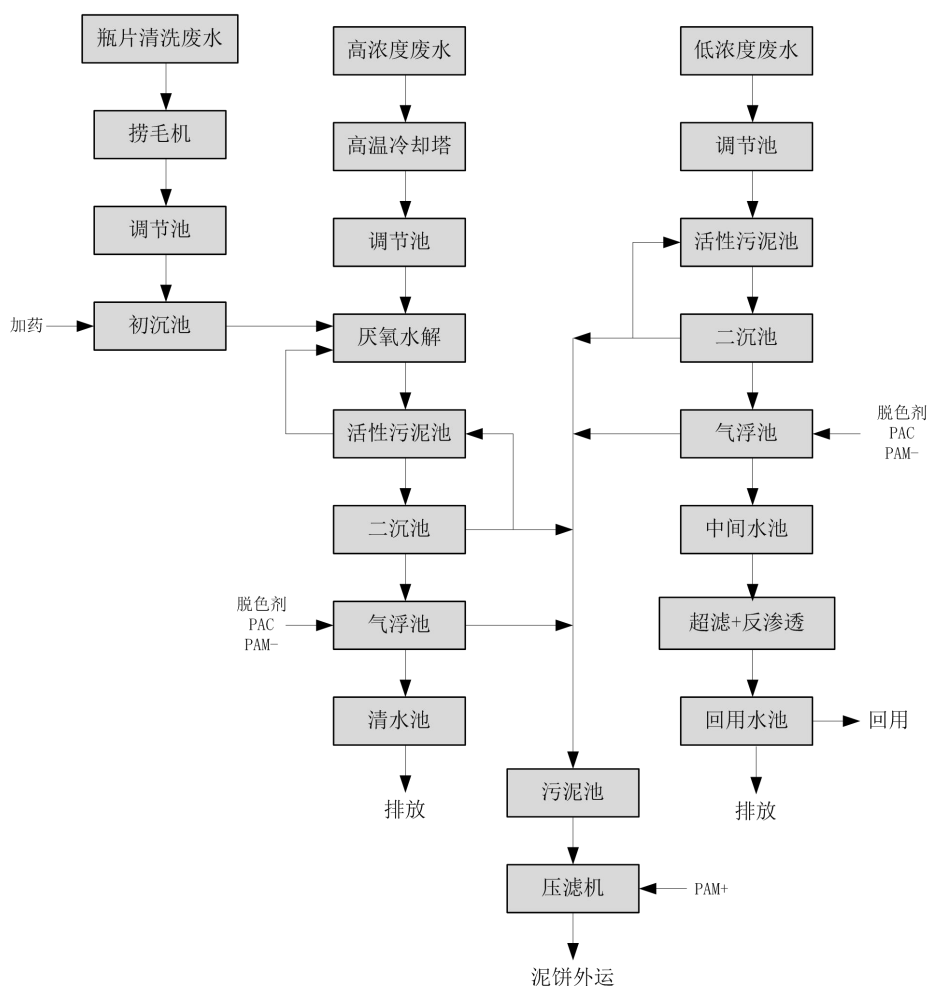 瓶片清洗废水
高浓度废水
低浓度废水
捞毛机
高温冷却塔
调节池
调节池
调节池
活性污泥池
加药
初沉池
厌氧水解
二沉池
活性污泥池
气浮池
脱色剂
PAC
PAM-
二沉池
中间水池
脱色剂
PAC
PAM-
气浮池
超滤+反渗透
清水池
回用水池
回用
排放
污泥池
排放
压滤机
PAM+
泥饼外运